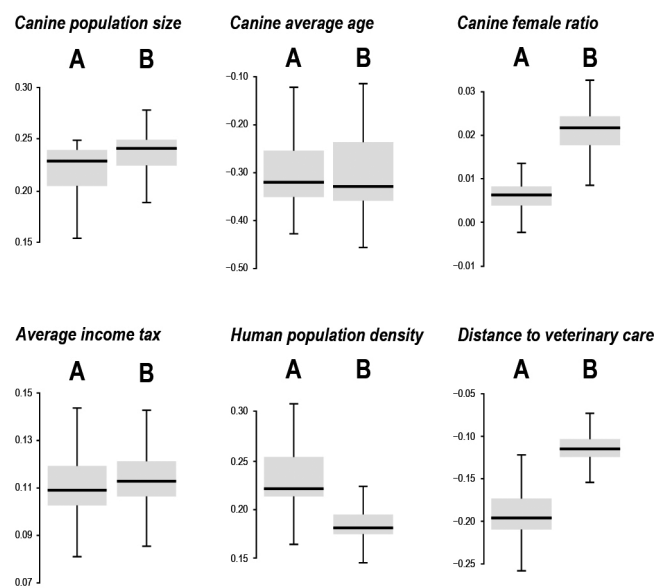 Canine population size
Canine average age
Canine female ratio
A B
A B
A B
0.30
0.25
0.20
0.15
−0.10
−0.20
−0.30
−0.40
−0.50
0.03
0.02
0.01
0.00
−0.01
Average income tax
Human population density
Distance to veterinary care
A B
A B
A B
0.15
0.13
0.11
0.09
0.07
0.30
0.25
0.20
0.15
−0.05
−0.10
−0.15
−0.20
−0.25